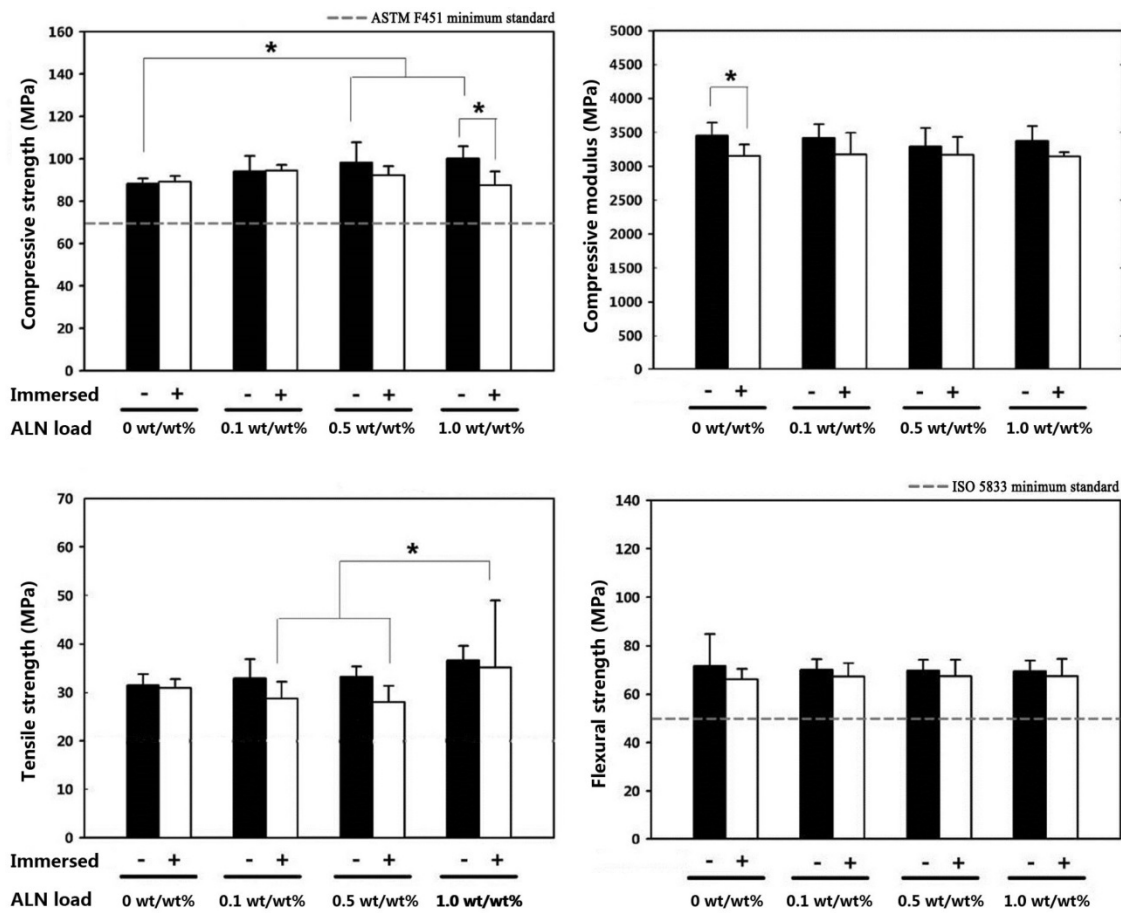 ASTM F451 minimum standard
Compressive strength (MPa)
160
140
120
100
80
60
40
20
0
*
*
Immersed - + - + - + - +
ALN load 0 wt/wt% 0.1 wt/wt% 0.5 wt/wt% 1.0 wt/wt%
Compressive modulus (MPa)
5000
4500
4000
3500
3000
2500
2000
1500
1000
500
0
*
- + - + - + - +
0 wt/wt% 0.1 wt/wt% 0.5 wt/wt% 1.0 wt/wt%
Tensile strength (MPa)
70
60
50
40
30
20
10
0
*
Immersed - + - + - + - +
ALN load 0 wt/wt% 0.1 wt/wt% 0.5 wt/wt% 1.0 wt/wt%
ISO 5833 minimum standard
Flexural strength (MPa)
140
120
100
80
60
40
20
0
- + - + - + - +
0 wt/wt% 0.1 wt/wt% 0.5 wt/wt% 1.0 wt/wt%